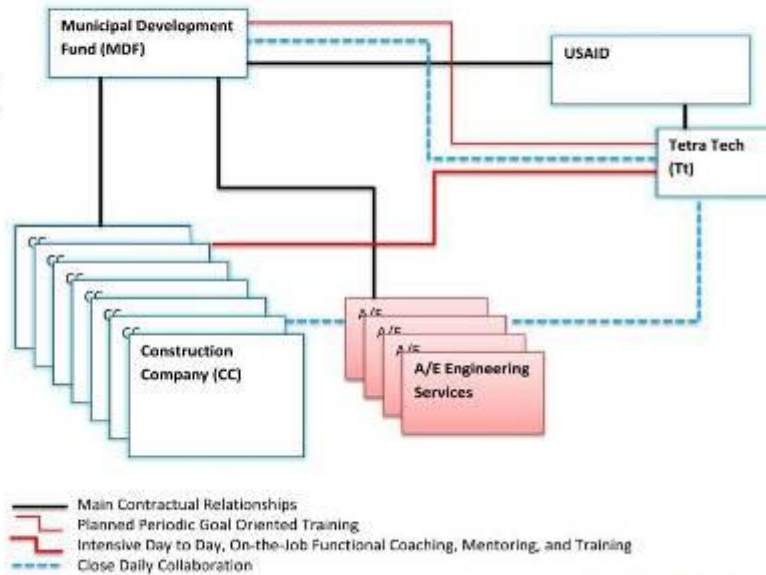 Municipal Development
Fund (MDF)
USAID
Tetra Tech
(Tt)
CC
CC
CC
CC
CC
CC
Construction
Company (CC)
A/E
A/E
A/E
A/E Engineering
Services
Main Contractual Relationships
Planned Periodic Goal Oriented Training
Intensive Day to Day, On-the-Job Functional Coaching, Mentoring, and Training
Close Daily Collaboration